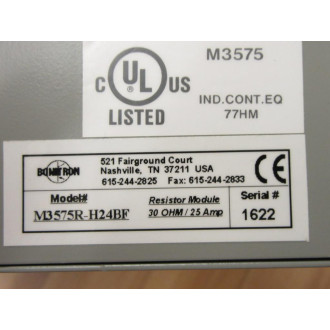 M3575
C UL US
LISTED
IND.CONT.EQ
77HM
BONITRON
521 Fairground Court
Nashville, TN 37211 USA
615-244-2825 Fax: 615-244-2833
CE
Model#
M3575R-H24BF
Resistor Module
30 OHM / 25 Amp
Serial #
1622